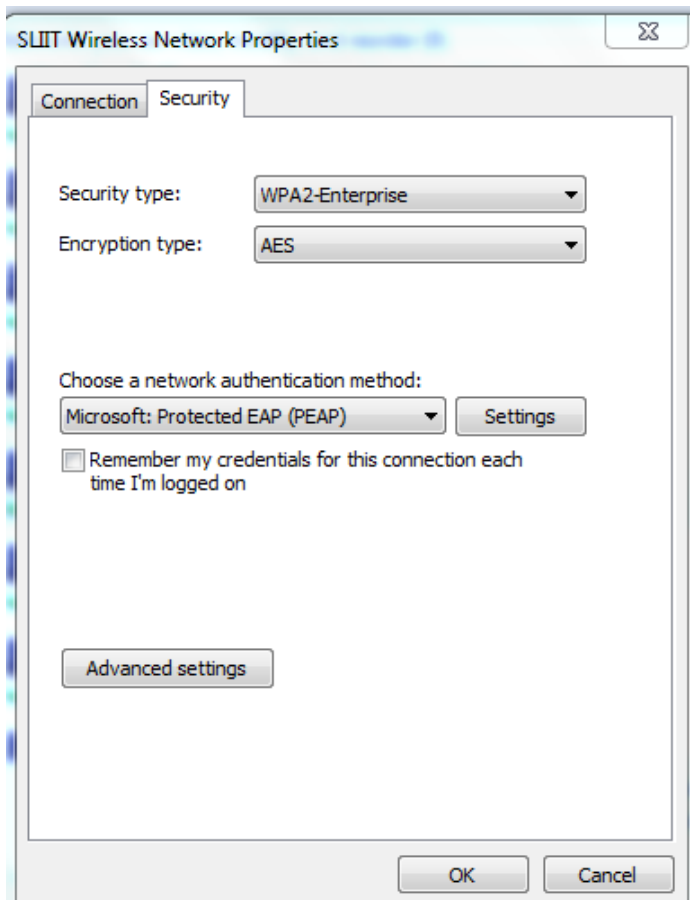 SLIIT Wireless Network Properties
Connection Security
Security type: WPA2-Enterprise
Encryption type: AES
Choose a network authentication method:
Microsoft: Protected EAP (PEAP) Settings
Remember my credentials for this connection each
time I'm logged on
Advanced settings
OK Cancel